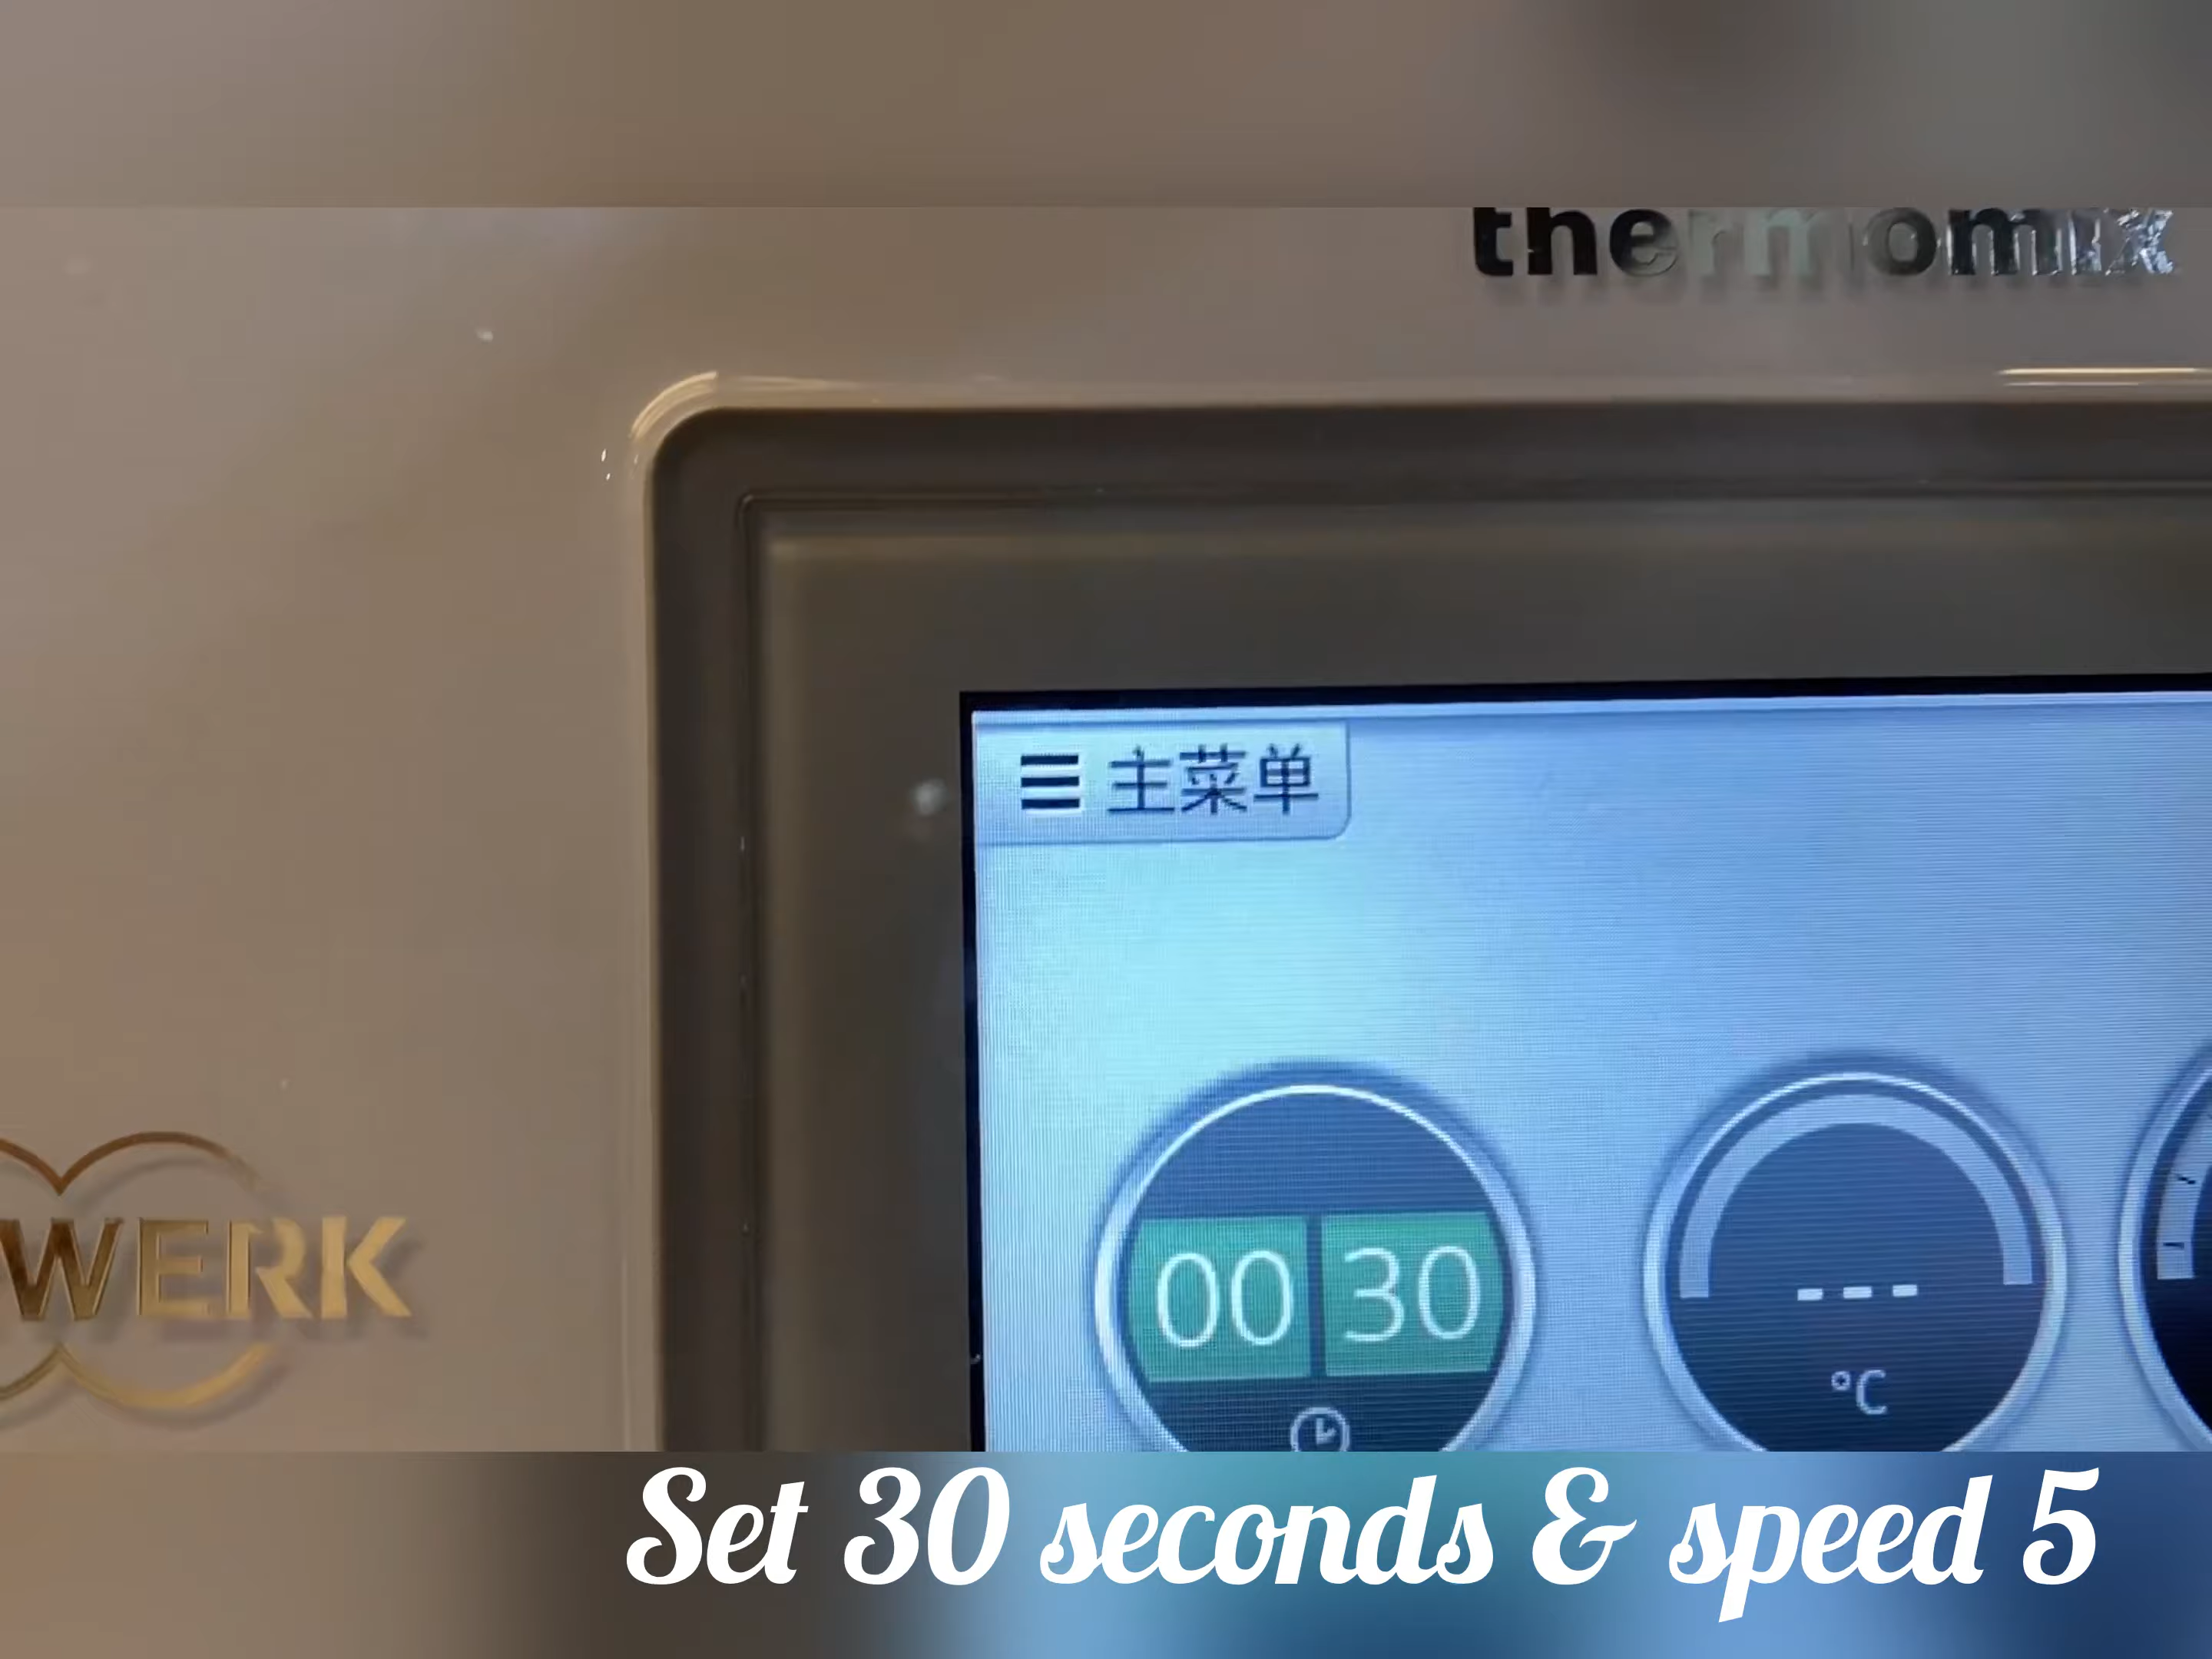 thermomix
主菜单
00 30
---
°C
WERK
Set 30 seconds & speed 5